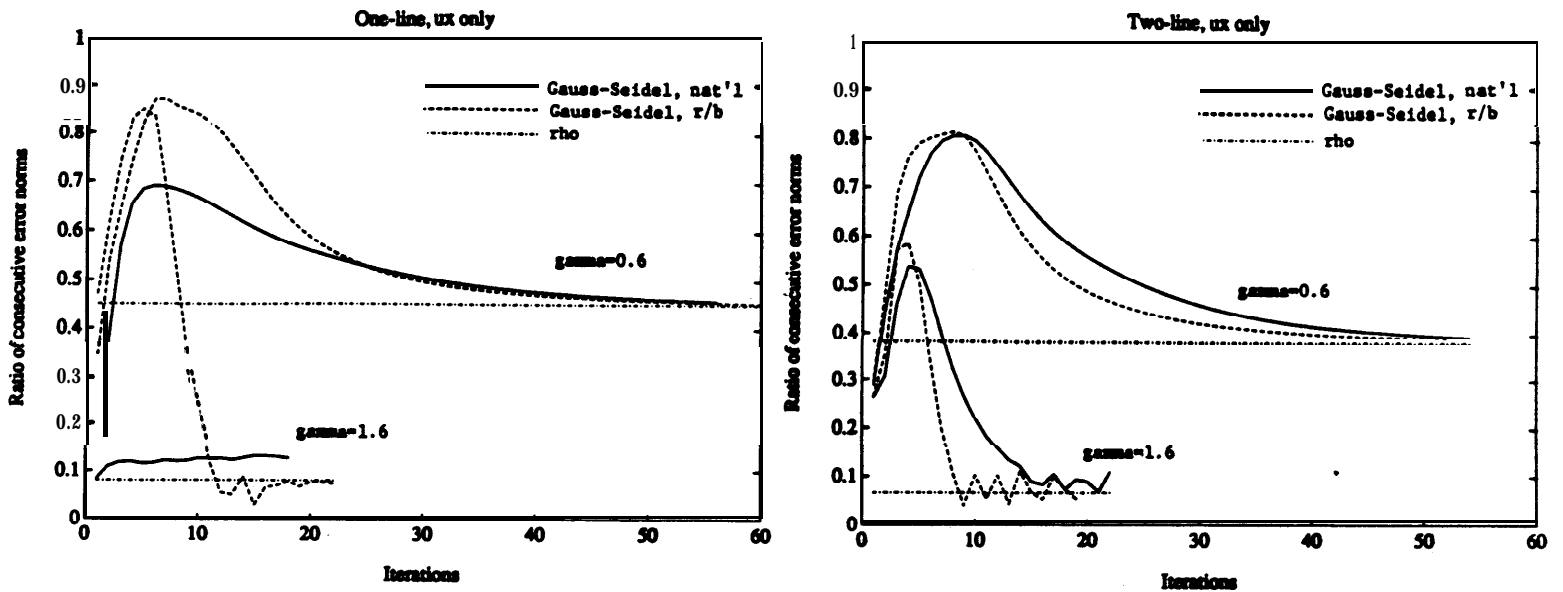 One-line, ux only
1
0.9
0.8
0.7
0.6
0.5
0.4
0.3
0.2
0.1
0
0
10
20
30
40
50
60
Ratio of consecutive error norms
Iterations
Gauss-Seidel, nat'l
Gauss-Seidel, r/b
rho
gamma=0.6
gamma=1.6
Two-line, ux only
1
0.9
0.8
0.7
0.6
0.5
0.4
0.3
0.2
0.1
0
0
10
20
30
40
50
60
Ratio of consecutive error norms
Iterations
Gauss-Seidel, nat'l
Gauss-Seidel, r/b
rho
gamma=0.6
gamma=1.6